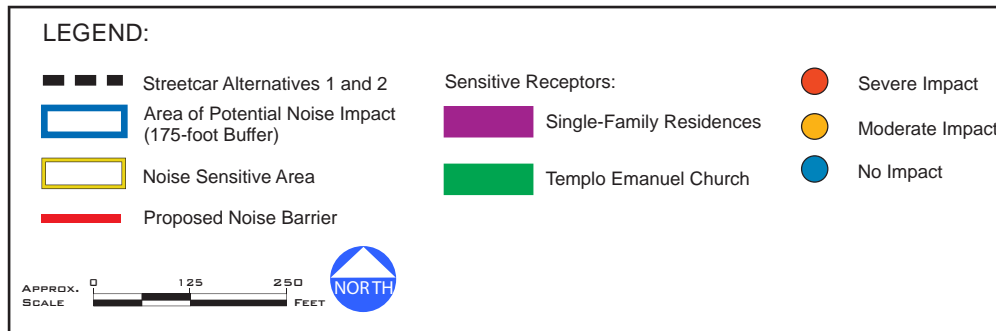 LEGEND:
Streetcar Alternatives 1 and 2
Area of Potential Noise Impact
(175-foot Buffer)
Noise Sensitive Area
Proposed Noise Barrier
Sensitive Receptors:
Single-Family Residences
Templo Emanuel Church
Severe Impact
Moderate Impact
No Impact
APPROX.
SCALE
0 125 250
FEET
NORTH